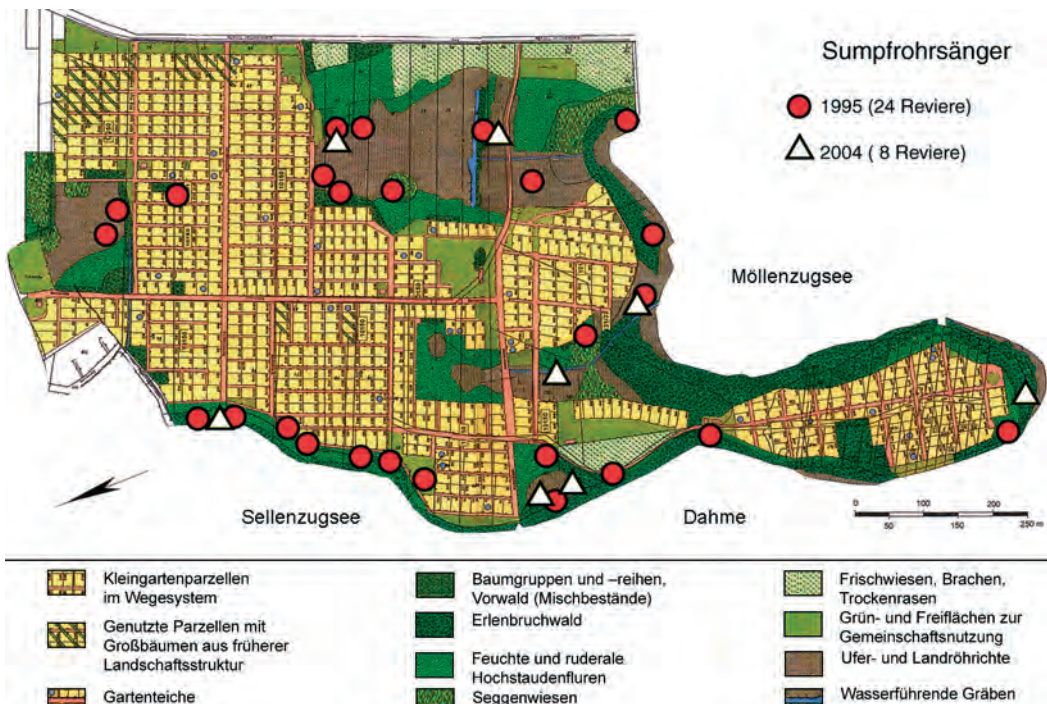 Sumpfrohrsänger
1995 (24 Reviere)
2004 ( 8 Reviere)
Möllenzugsee
Sellenzugsee
Dahme
0 100 200
50 150 250 m
Kleingartenparzellen
im Wegesystem
Genutzte Parzellen mit
Großbäumen aus früherer
Landschaftsstruktur
Gartenteiche
Baumgruppen und –reihen,
Vorwald (Mischbestände)
Erlenbruchwald
Feuchte und ruderale
Hochstaudenfluren
Seggenwiesen
Frischwiesen, Brachen,
Trockenrasen
Grün- und Freiflächen zur
Gemeinschaftsnutzung
Ufer- und Landröhrichte
Wasserführende Gräben